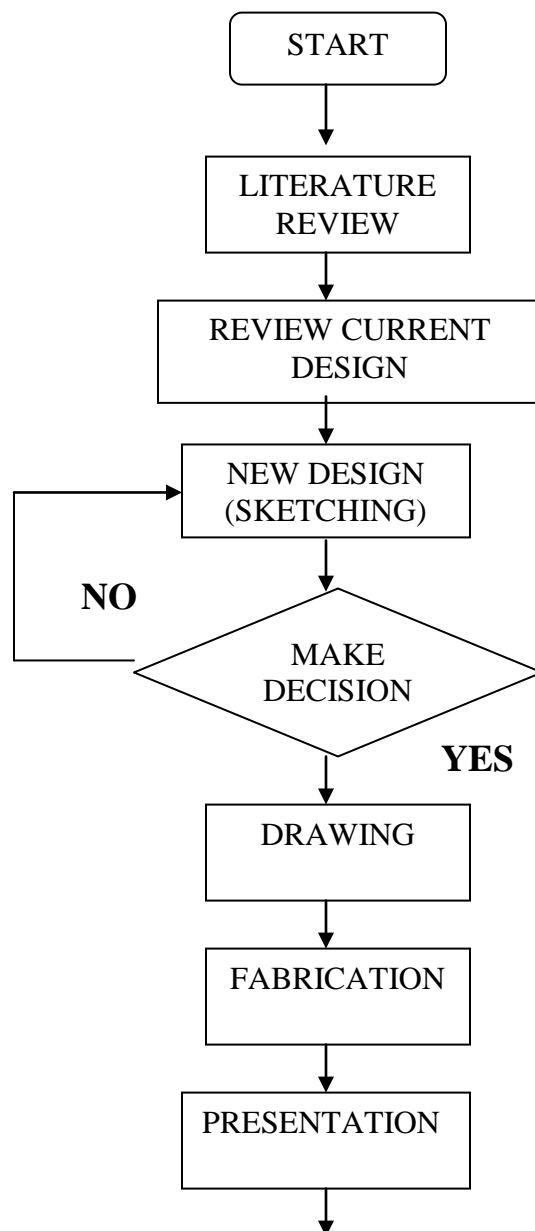 START
LITERATURE
REVIEW
REVIEW CURRENT
DESIGN
NEW DESIGN
(SKETCHING)
NO
MAKE
DECISION
YES
DRAWING
FABRICATION
PRESENTATION